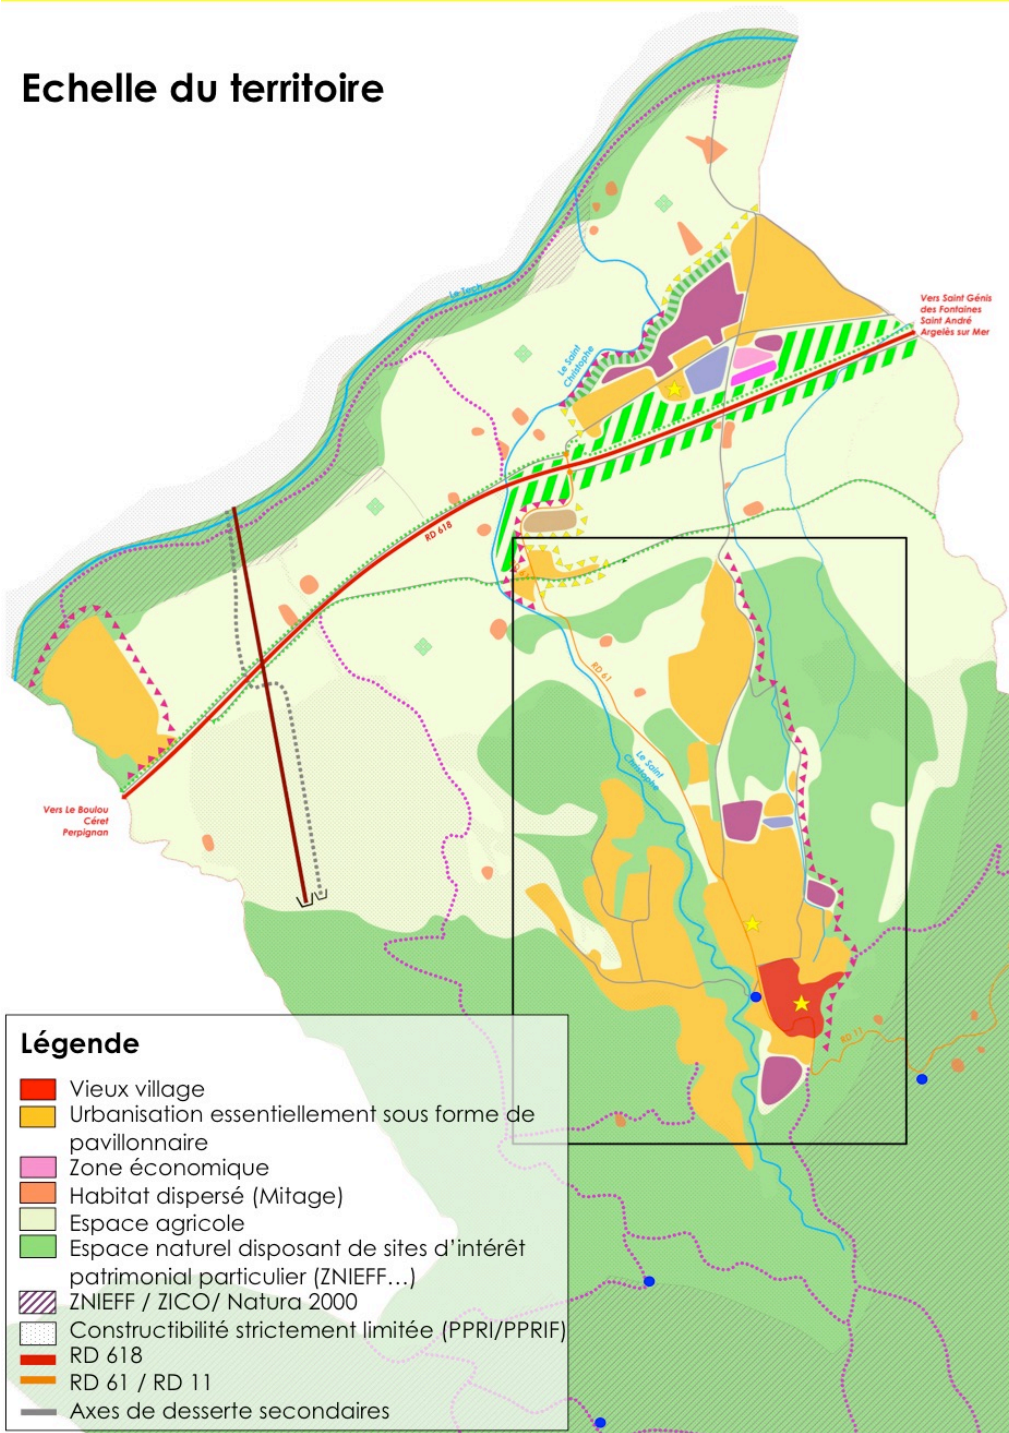 Echelle du territoire
Vers Saint Génis
des Fontaines
Saint André
Argelès sur Mer
Le Tech
Le Saint
Christophe
RD 618
RD 61
Le Saint
Christophe
Vers Le Boulou
Céret
Perpignan
RD 11
Légende
Vieux village
Urbanisation essentiellement sous forme de
pavillonnaire
Zone économique
Habitat dispersé (Mitage)
Espace agricole
Espace naturel disposant de sites d’intérêt
patrimonial particulier (ZNIEFF…)
ZNIEFF / ZICO/ Natura 2000
Constructibilité strictement limitée (PPRI/PPRIF)
RD 618
RD 61 / RD 11
Axes de desserte secondaires